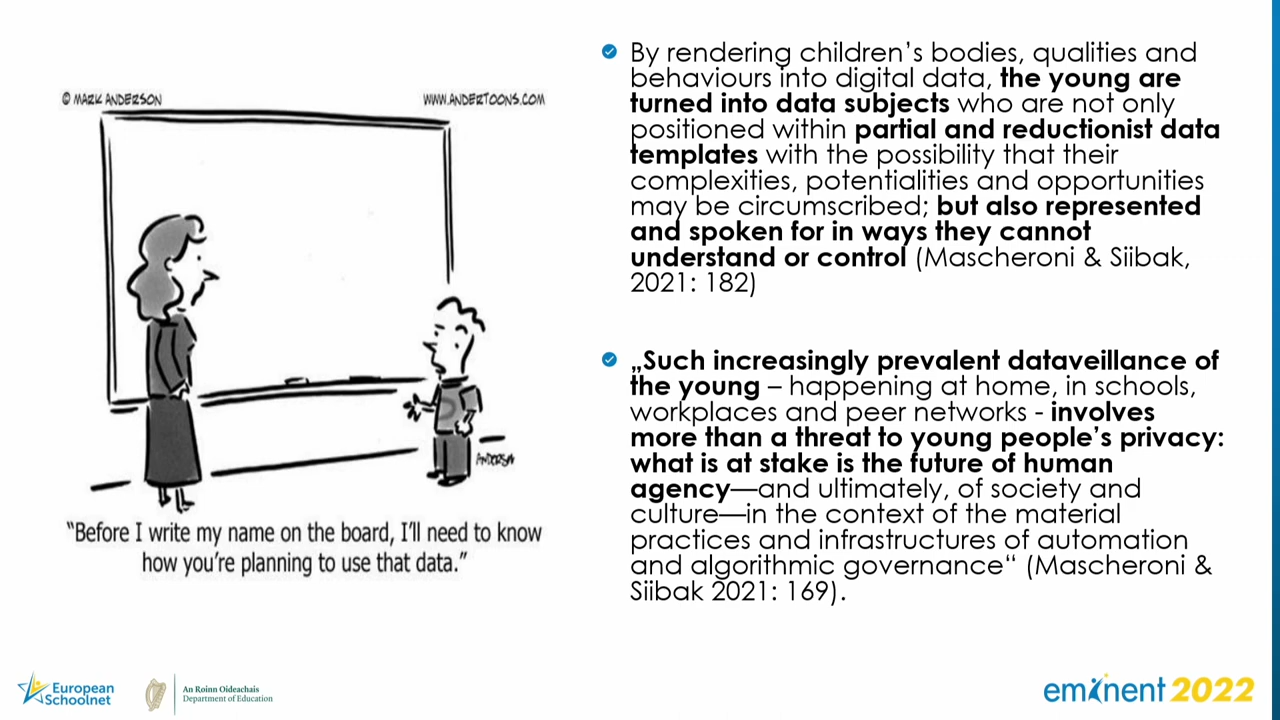 © MARK ANDERSON
WWW.ANDERTOONS.COM
ANDERSON
"Before I write my name on the board, I'll need to know
how you're planning to use that data."
By rendering children's bodies, qualities and
behaviours into digital data, the young are
turned into data subjects who are not only
positioned within partial and reductionist data
templates with the possibility that their
complexities, potentialities and opportunities
may be circumscribed; but also represented
and spoken for in ways they cannot
understand or control (Mascheroni & Siibak,
2021: 182)
„Such increasingly prevalent dataveillance of
the young – happening at home, in schools,
workplaces and peer networks - involves
more than a threat to young people's privacy:
what is at stake is the future of human
agency—and ultimately, of society and
culture—in the context of the material
practices and infrastructures of automation
and algorithmic governance“ (Mascheroni &
Siibak 2021: 169).
European
Schoolnet
An Roinn Oideachais
Department of Education
eminent 2022